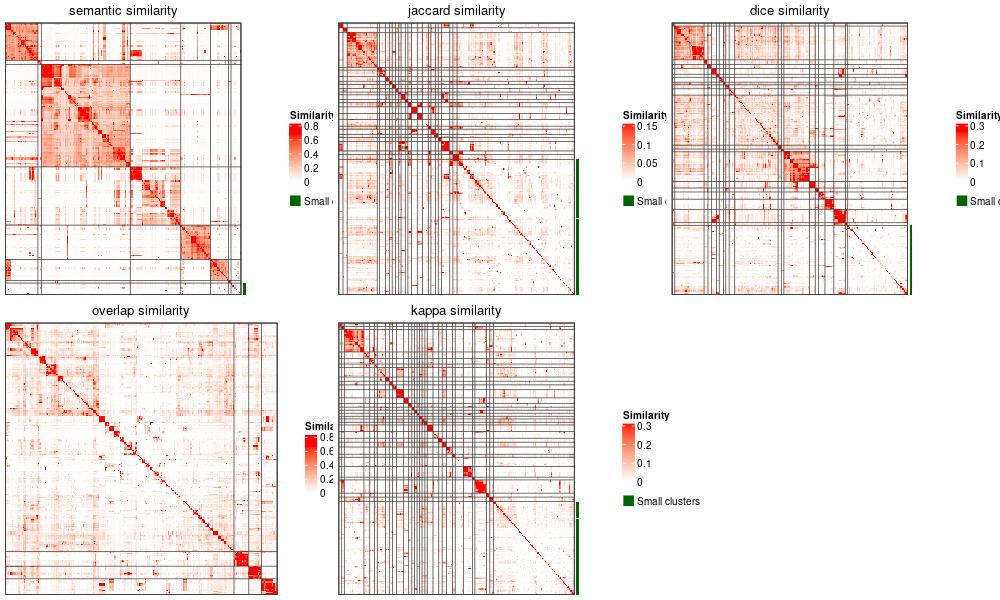 semantic similarity
Similarity
0.8
0.6
0.4
0.2
0
Small
jaccard similarity
Similarity
0.15
0.1
0.05
0
Small
dice similarity
Similarity
0.3
0.2
0.1
0
Small
overlap similarity
Simila
0.8
0.6
0.4
0.2
0
kappa similarity
Similarity
0.3
0.2
0.1
0
Small clusters